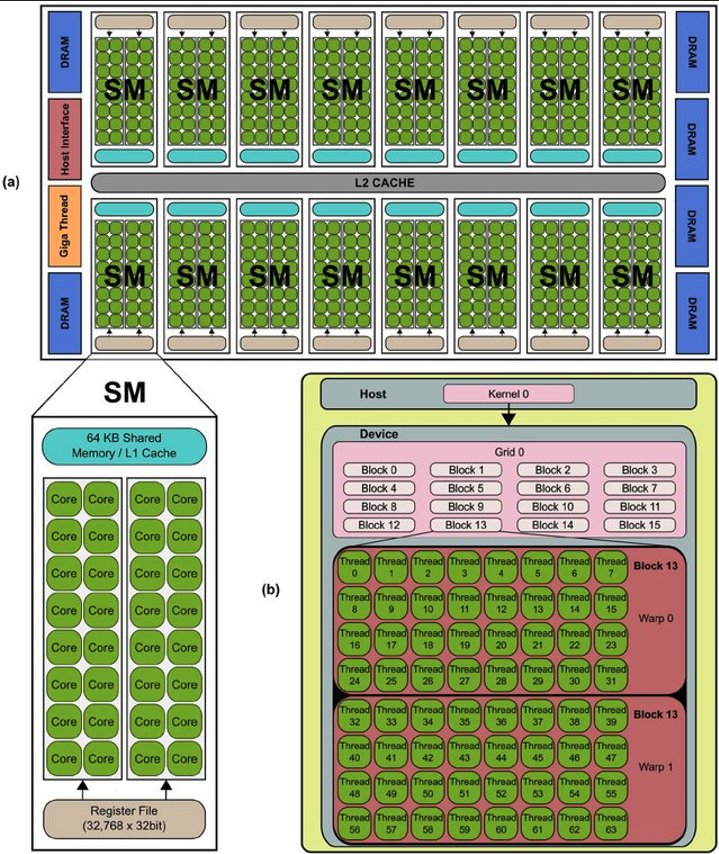 (a)
DRAM
Host Interface
Giga Thread
DRAM
SM SM SM SM SM SM SM SM
L2 CACHE
SM SM SM SM SM SM SM SM
DRAM
DRAM
DRAM
DRAM
SM
64 KB Shared
Memory / L1 Cache
Core Core Core Core
Core Core Core Core
Core Core Core Core
Core Core Core Core
Core Core Core Core
Core Core Core Core
Core Core Core Core
Core Core Core Core
Register File
(32,768 x 32bit)
(b)
Host
Kernel 0
Device
Grid 0
Block 0 Block 1 Block 2 Block 3
Block 4 Block 5 Block 6 Block 7
Block 8 Block 9 Block 10 Block 11
Block 12 Block 13 Block 14 Block 15
Thread Thread Thread Thread Thread Thread Thread Thread
0 1 2 3 4 5 6 7
Block 13
Thread Thread Thread Thread Thread Thread Thread Thread
8 9 10 11 12 13 14 15
Warp 0
Thread Thread Thread Thread Thread Thread Thread Thread
16 17 18 19 20 21 22 23
Thread Thread Thread Thread Thread Thread Thread Thread
24 25 26 27 28 29 30 31
Thread Thread Thread Thread Thread Thread Thread Thread
32 33 34 35 36 37 38 39
Block 13
Thread Thread Thread Thread Thread Thread Thread Thread
40 41 42 43 44 45 46 47
Warp 1
Thread Thread Thread Thread Thread Thread Thread Thread
48 49 50 51 52 53 54 55
Thread Thread Thread Thread Thread Thread Thread Thread
56 57 58 59 60 61 62 63